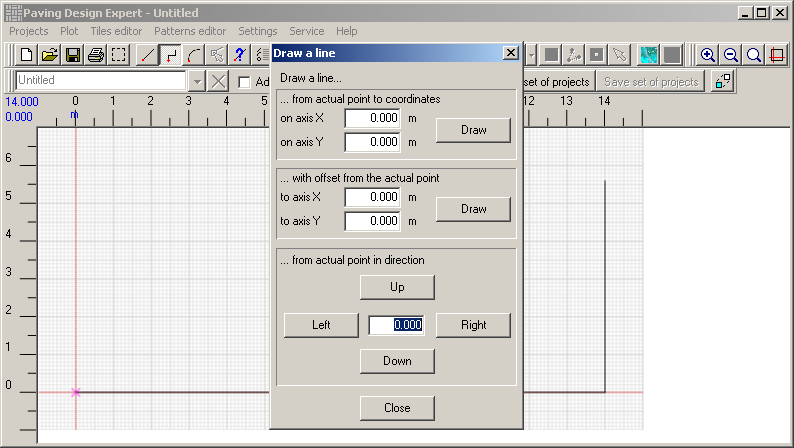 Paving Design Expert - Untitled
Projects Plot Tiles editor Patterns editor Settings Service Help
Untitled
Ad
set of projects Save set of projects
14.000 0 1 2 3 4 5 12 13 14
0.000 m
6
5
4
3
2
1
0
Draw a line
Draw a line...
... from actual point to coordinates
on axis X 0.000 m
on axis Y 0.000 m
Draw
... with offset from the actual point
to axis X 0.000 m
to axis Y 0.000 m
Draw
... from actual point in direction
Up
Left 0.000 Right
Down
Close